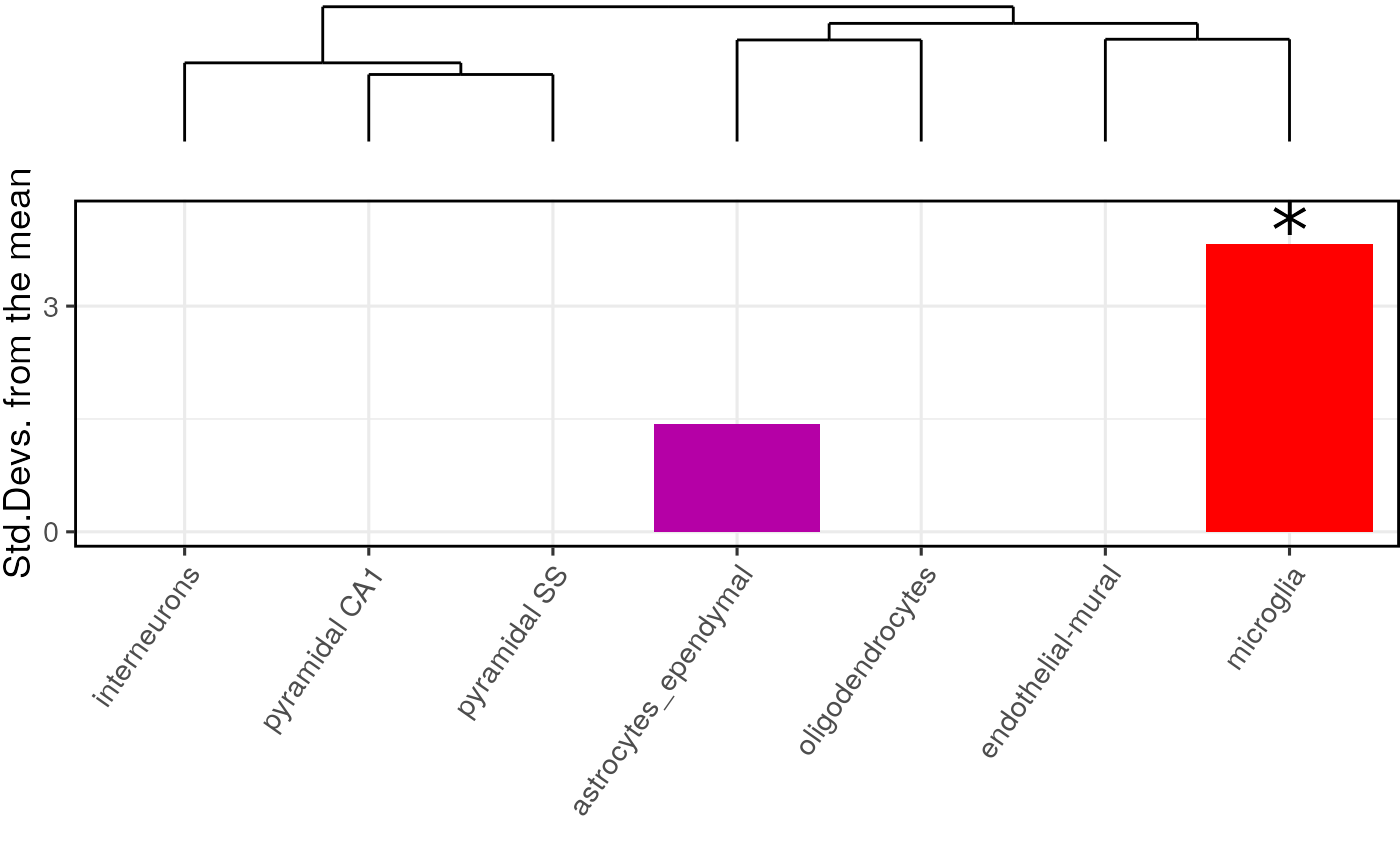 Std.Devs. from the mean
*
3
0
interneurons
pyramidal CA1
pyramidal SS
astrocytes_ependymal
oligodendrocytes
endothelial-mural
microglia